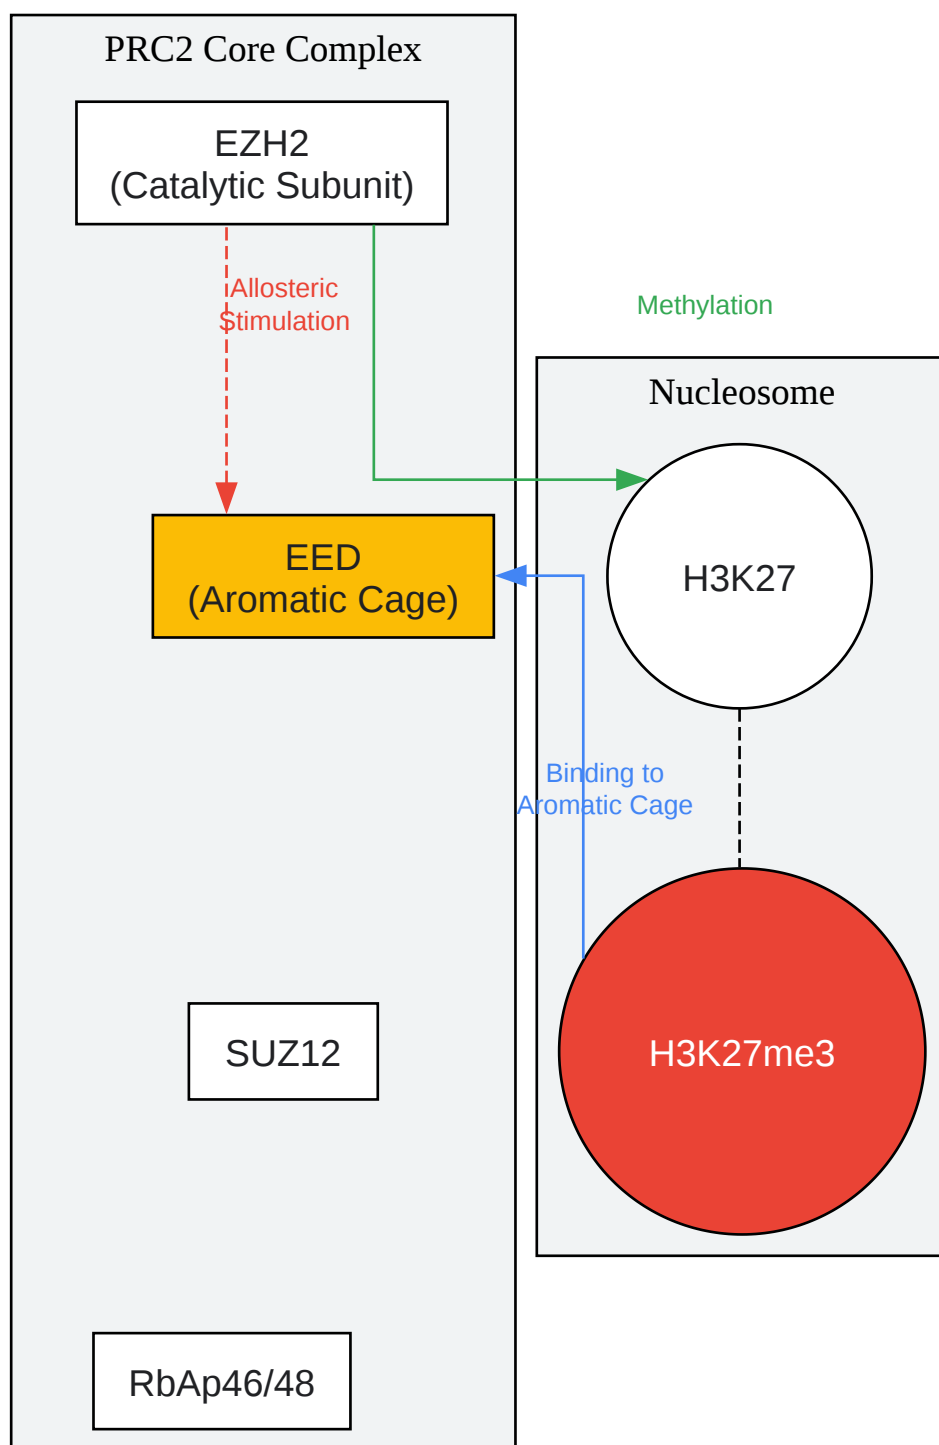 PRC2 Core Complex
EZH2
(Catalytic Subunit)
Allosteric
Stimulation
Methylation
Nucleosome
EED
(Aromatic Cage)
H3K27
Binding to
Aromatic Cage
SUZ12
H3K27me3
RbAp46/48